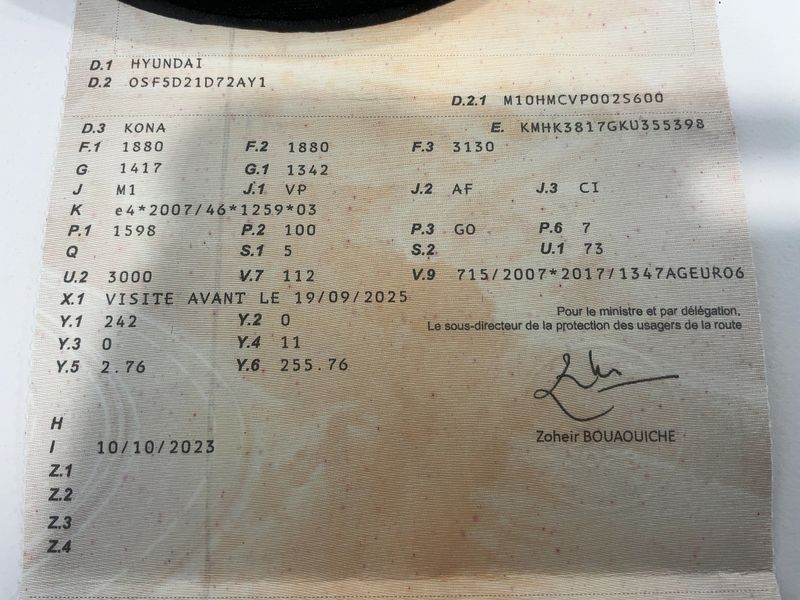 D.1 HYUNDAI
D.2 OSF5D21D72AY1
D.2.1 M10HMCVP002S600
D.3 KONA E. KMHK3817GKU355398
F.1 1880 F.2 1880 F.3 3130
G 1417 G.1 1342
J M1 J.1 VP J.2 AF J.3 CI
K e4*2007/46*1259*03
P.1 1598 P.2 100 P.3 GO P.6 7
Q S.1 5 S.2 U.1 73
U.2 3000 V.7 112 V.9 715/2007*2017/1347AGEURO6
X.1 VISITE AVANT LE 19/09/2025
Pour le ministre et par délégation,
Y.1 242 Y.2 0
Le sous-directeur de la protection des usagers de la route
Y.3 0 Y.4 11
Y.5 2.76 Y.6 255.76
Zoheir BOUAOUICHE
H
I 10/10/2023
Z.1
Z.2
Z.3
Z.4